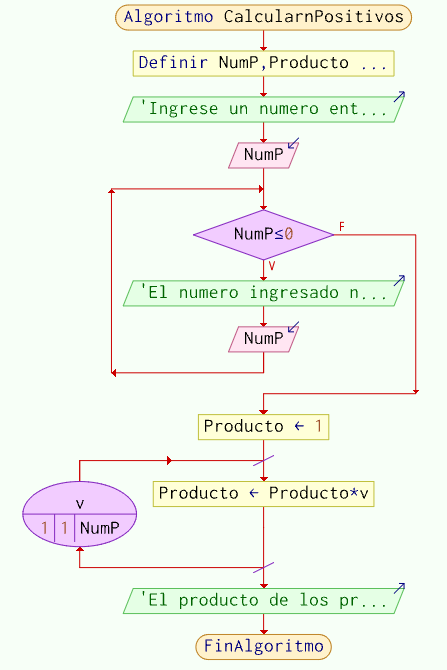 Algoritmo CalcularnPositivos
Definir NumP,Producto ...
'Ingrese un numero ent...
NumP
NumP≤0
F
V
'El numero ingresado n...
NumP
Producto ← 1
v
1 1 NumP
Producto ← Producto*v
'El producto de los pr...
FinAlgoritmo